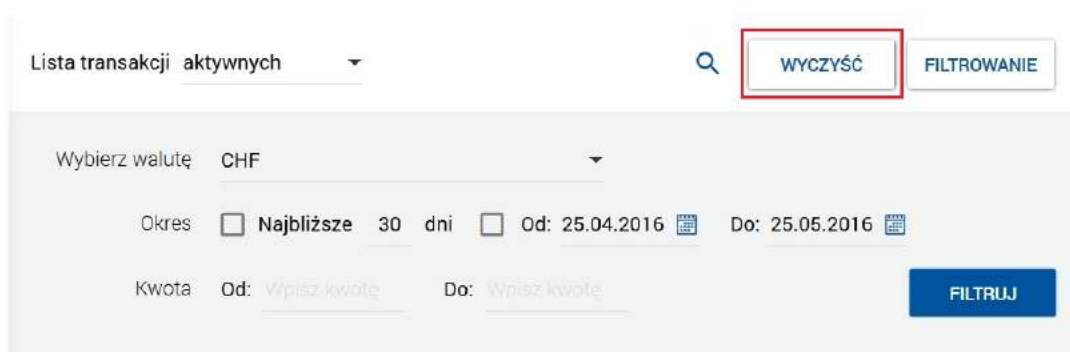 Lista transakcji aktywnych WYCZYŚĆ FILTROWANIE
Wybierz walutę CHF
Okres Najbliższe 30 dni Od: 25.04.2016 Do: 25.05.2016
Kwota Od: Wpisz kwotę Do: Wpisz kwotę FILTRUJ